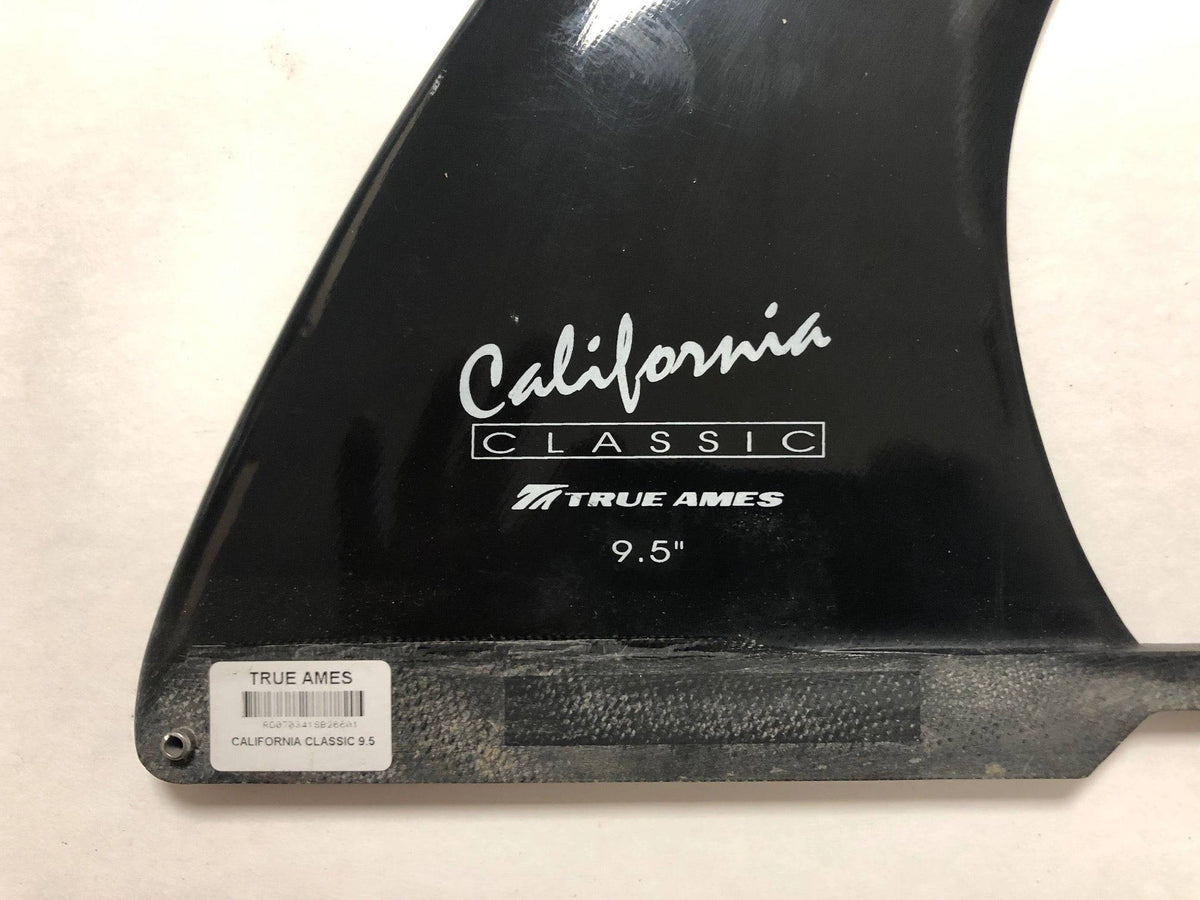 California
CLASSIC
TRUE AMES
9.5"
TRUE AMES
CALIFORNIA CLASSIC 9.5